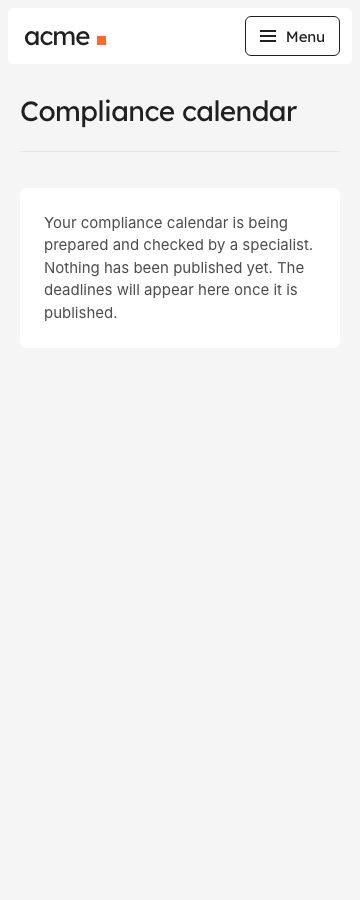 acme
Menu
Compliance calendar
Your compliance calendar is being
prepared and checked by a specialist.
Nothing has been published yet. The
deadlines will appear here once it is
published.